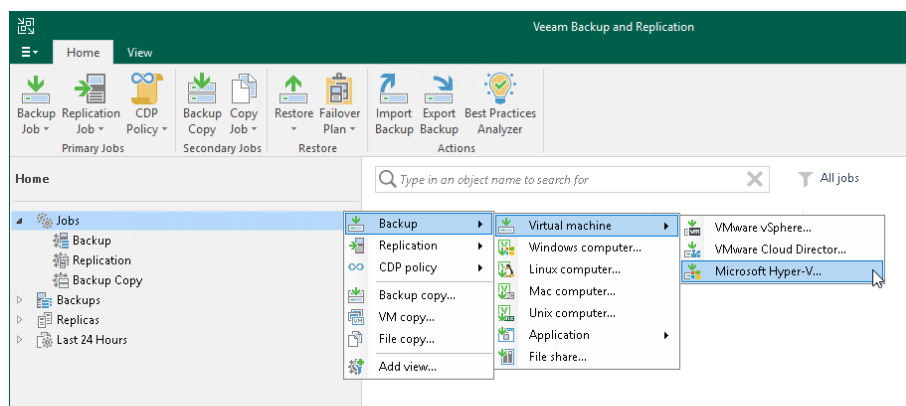 Veeam Backup and Replication
Home View
Backup Replication CDP Backup Copy Restore Failover Import Export Best Practices
Job Job Policy Copy Job Plan Backup Backup Analyzer
Primary Jobs Secondary Jobs Restore Actions
Home
Type in an object name to search for
All jobs
Jobs
Backup
Replication
Backup Copy
Backups
Replicas
Last 24 Hours
Backup
Replication
CDP policy
Backup copy...
VM copy...
File copy...
Add view...
Virtual machine
Windows computer...
Linux computer...
Mac computer...
Unix computer...
Application
File share...
VMware vSphere...
VMware Cloud Director...
Microsoft Hyper-V...